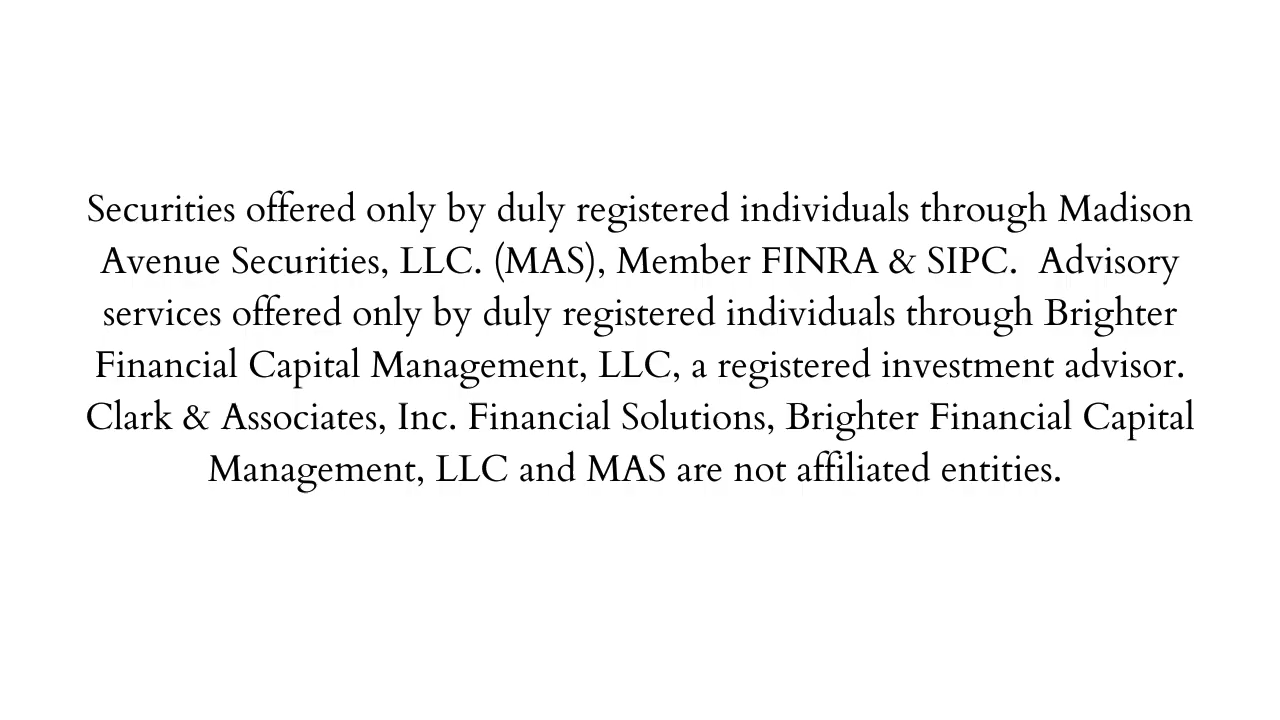 Securities offered only by duly registered individuals through Madison
Avenue Securities, LLC. (MAS), Member FINRA & SIPC.  Advisory
services offered only by duly registered individuals through Brighter
Financial Capital Management, LLC, a registered investment advisor.
Clark & Associates, Inc. Financial Solutions, Brighter Financial Capital
Management, LLC and MAS are not affiliated entities.